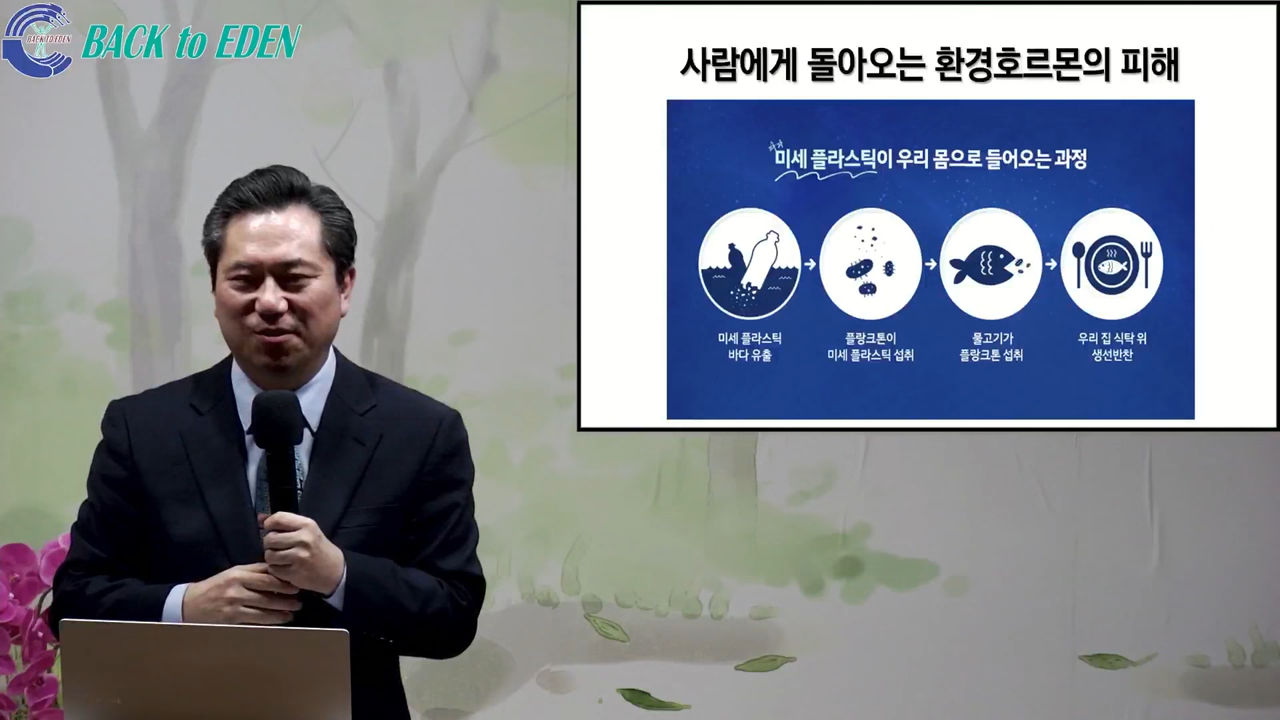 BACK to EDEN
BACK TO EDEN
사람에게 돌아오는 환경호르몬의 피해
미세 플라스틱이 우리 몸으로 들어오는 과정
미세 플라스틱
바다 유출
플랑크톤이
미세 플라스틱 섭취
물고기가
플랑크톤 섭취
우리 집 식탁 위
생선반찬